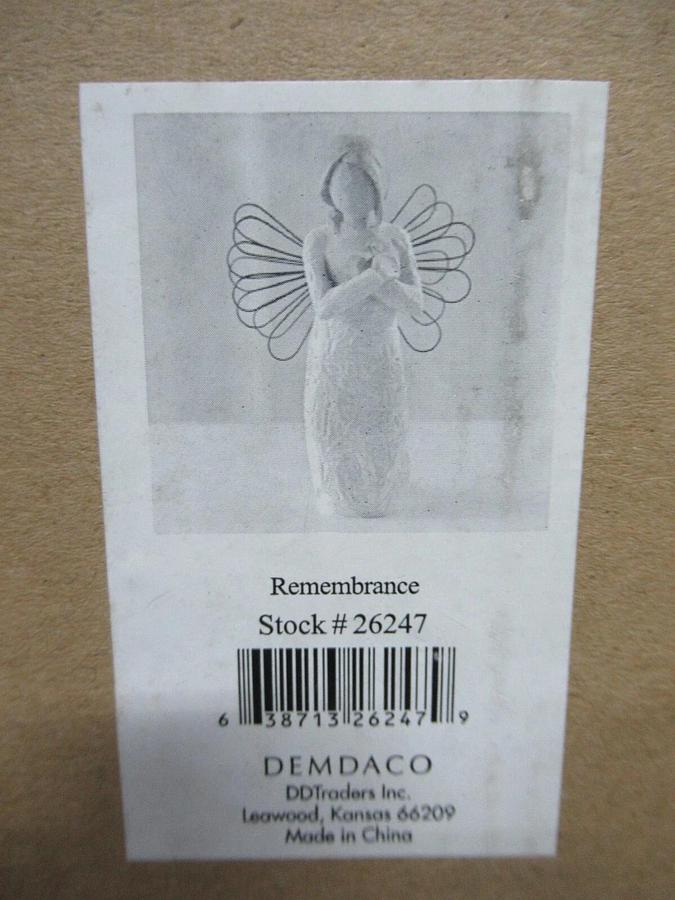 Remembrance
Stock # 26247
6 38713 26247 9
DEMDACO
DDTraders Inc.
Leawood, Kansas 66209
Made in China